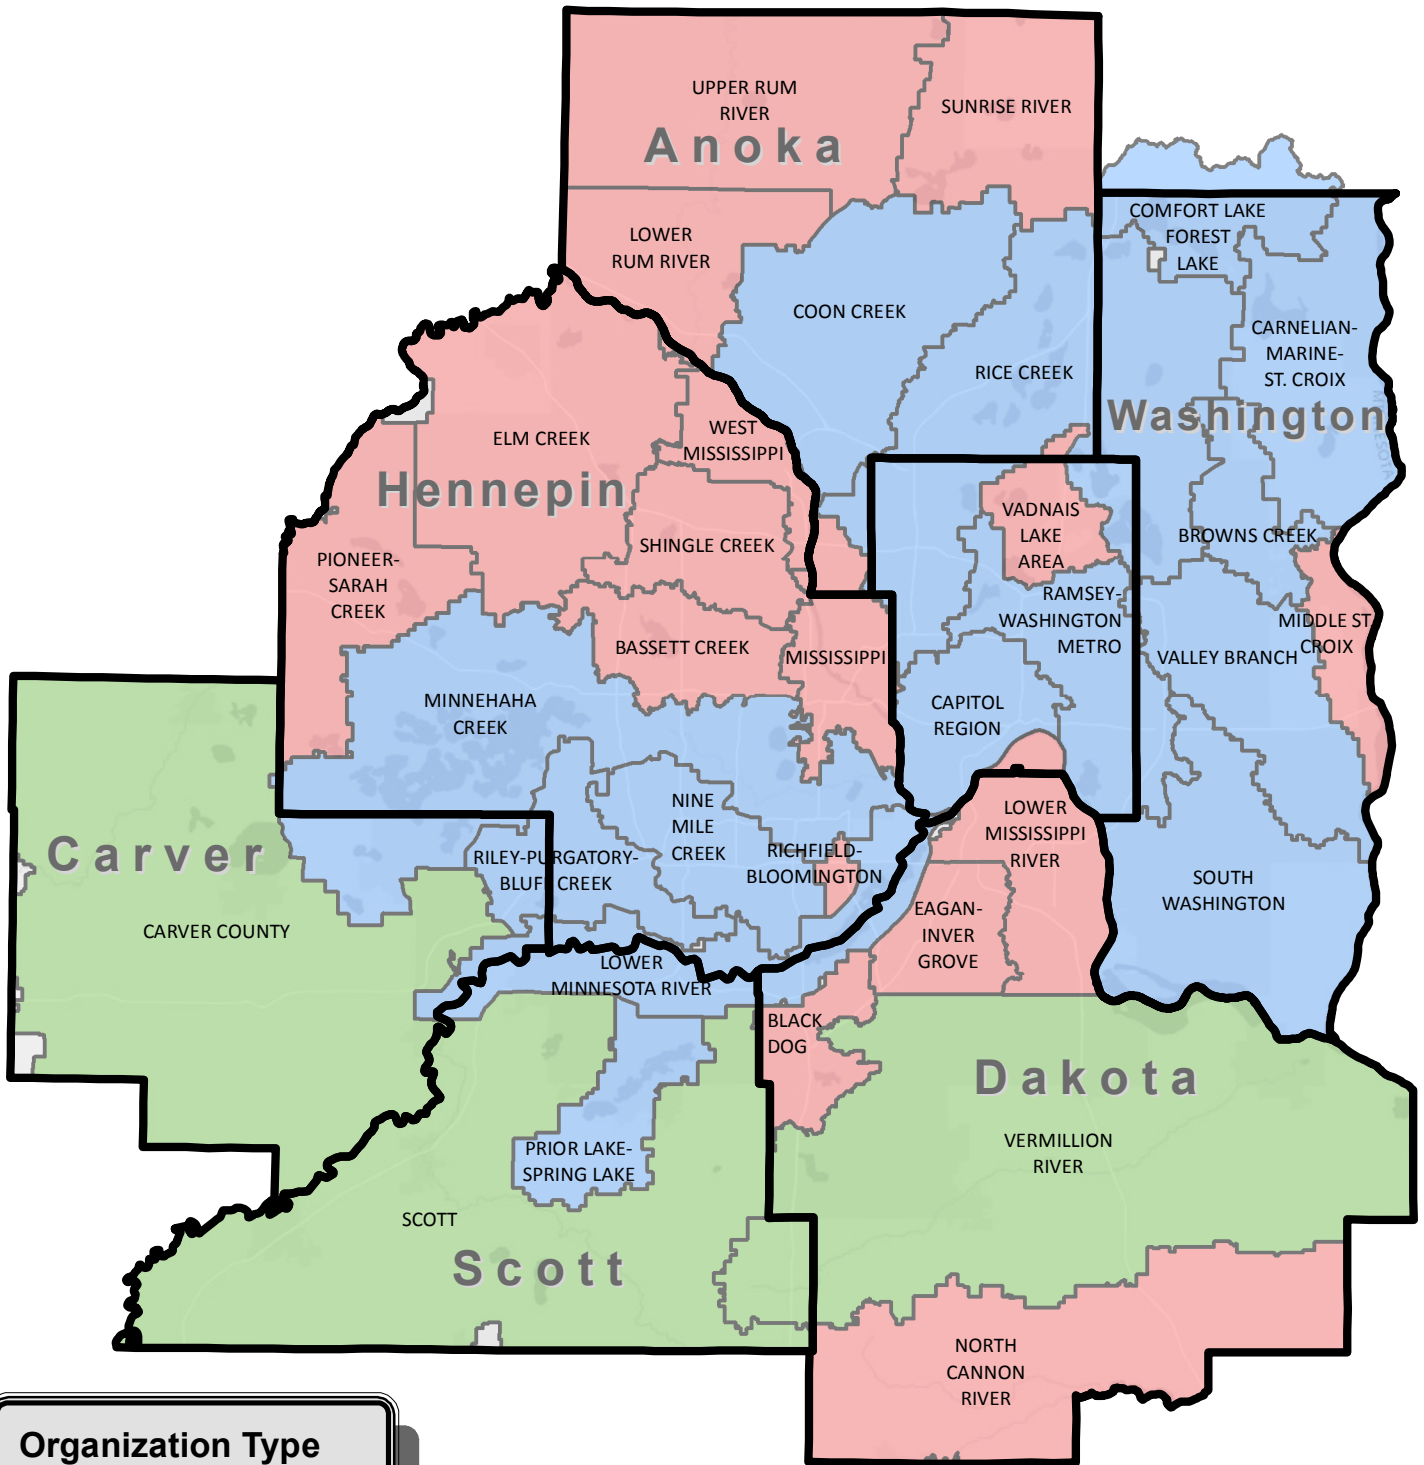 UPPER RUM
RIVER
SUNRISE RIVER
Anoka
COMFORT LAKE
FOREST
LAKE
LOWER
RUM RIVER
COON CREEK
CARNELIAN-
MARINE-
ST. CROIX
RICE CREEK
Washington
WEST
MISSISSIPPI
ELM CREEK
Hennepin
VADNAIS
LAKE
AREA
BROWNS CREEK
SHINGLE CREEK
PIONEER-
SARAH
CREEK
RAMSEY-
WASHINGTON
METRO
MIDDLE ST
CROIX
BASSETT CREEK
MISSISSIPPI
VALLEY BRANCH
MINNEHAHA
CREEK
CAPITOL
REGION
NINE
MILE
CREEK
LOWER
MISSISSIPPI
RIVER
Carver
RILEY-PURGATORY-
BLUFF CREEK
RICHFIELD-
BLOOMINGTON
SOUTH
WASHINGTON
EAGAN-
INVER
GROVE
CARVER COUNTY
LOWER
MINNESOTA RIVER
BLACK
DOG
Dakota
VERMILLION
RIVER
PRIOR LAKE-
SPRING LAKE
SCOTT
Scott
NORTH
CANNON
RIVER
Organization Type